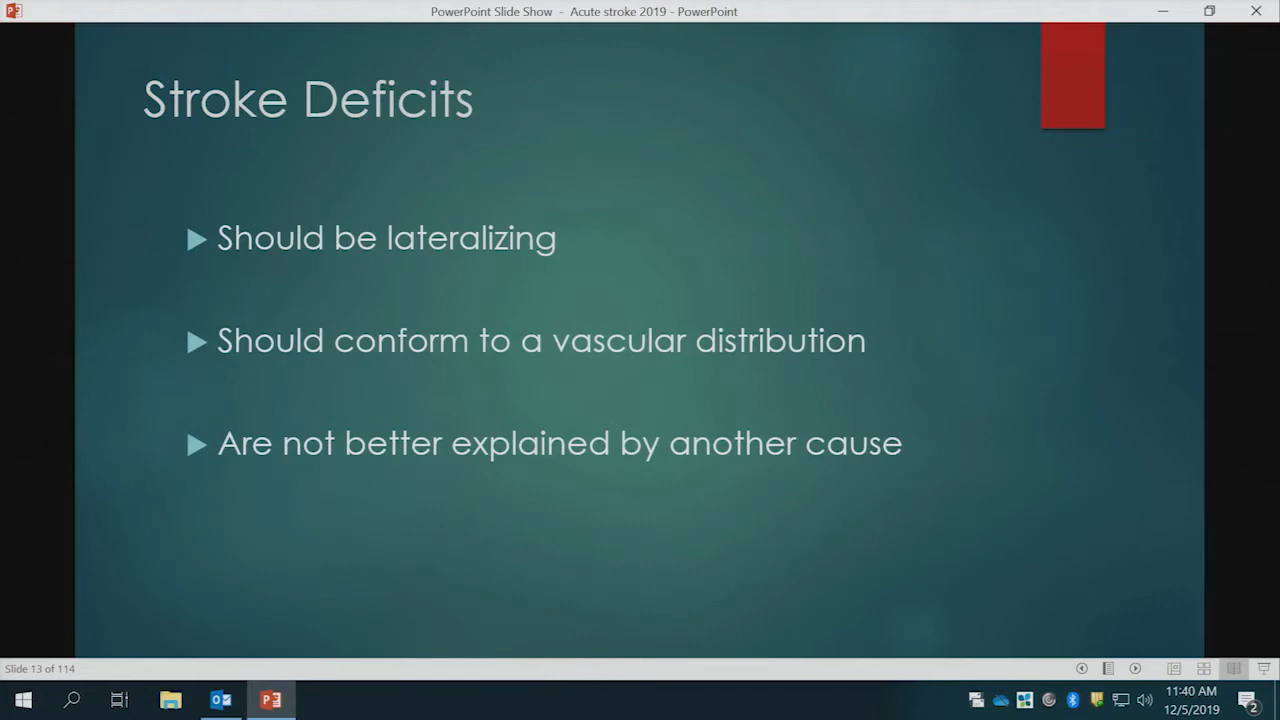 PowerPoint Slide Show - Acute stroke 2019 - PowerPoint
Stroke Deficits
Should be lateralizing
Should conform to a vascular distribution
Are not better explained by another cause
Slide 13 of 114
11:40 AM
12/5/2019
2